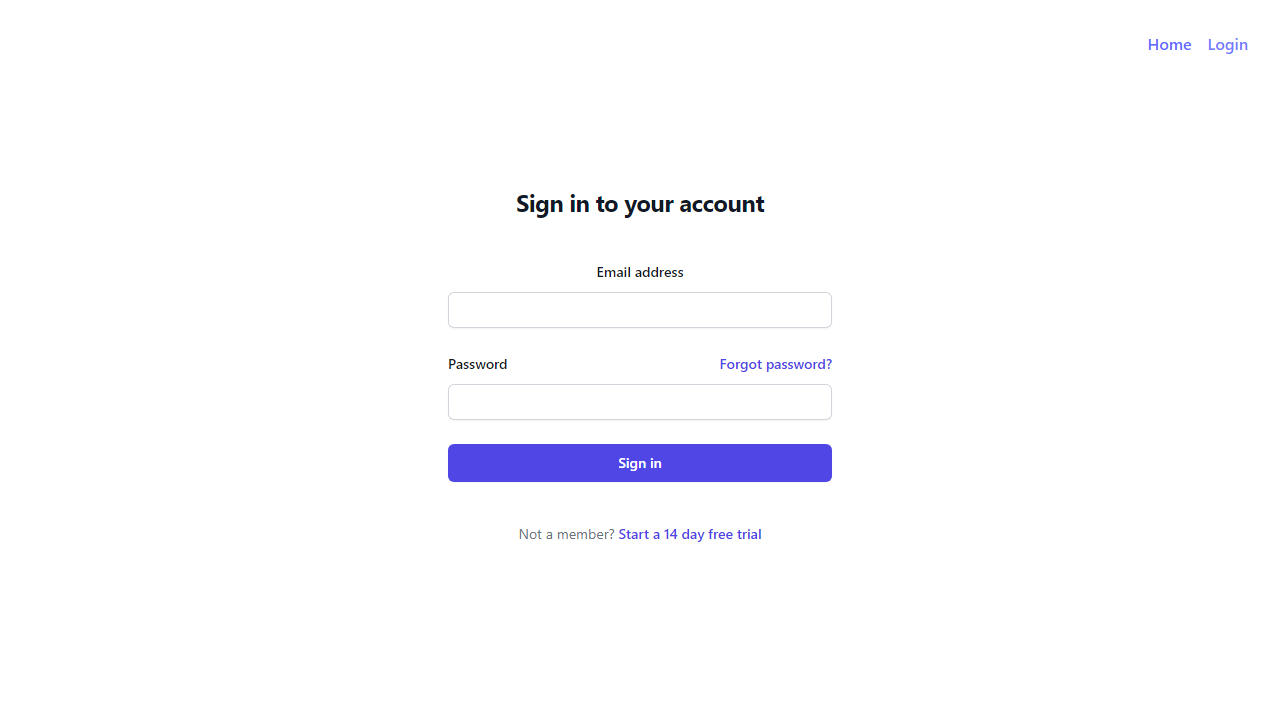 Home Login
Sign in to your account
Email address
Password Forgot password?
Sign in
Not a member? Start a 14 day free trial